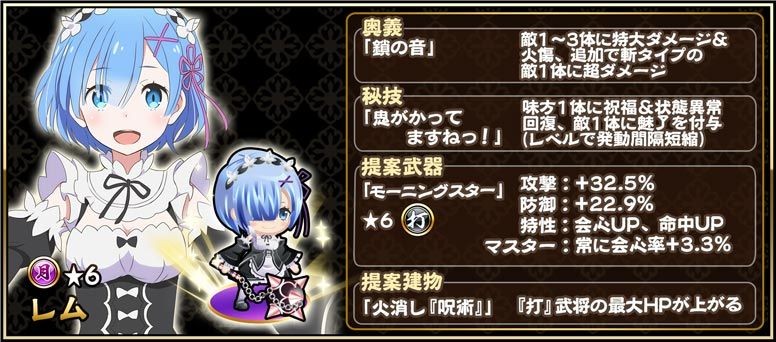 奥義
「鎖の音」
敵1～3体に特大ダメージ&
火傷、追加で斬タイプの
敵1体に超ダメージ
秘技
「鬼がかって
ますねっ!」
味方1体に祝福&状態異常
回復、敵1体に魅了を付与
(レベルで発動間隔短縮)
提案武器
「モーニングスター」
★6 打
攻撃：+32.5%
防御：+22.9%
特性：会心UP、命中UP
マスター：常に会心率+3.3%
提案建物
「火消し『呪術』」
『打』武将の最大HPが上がる
月 ★6
レム